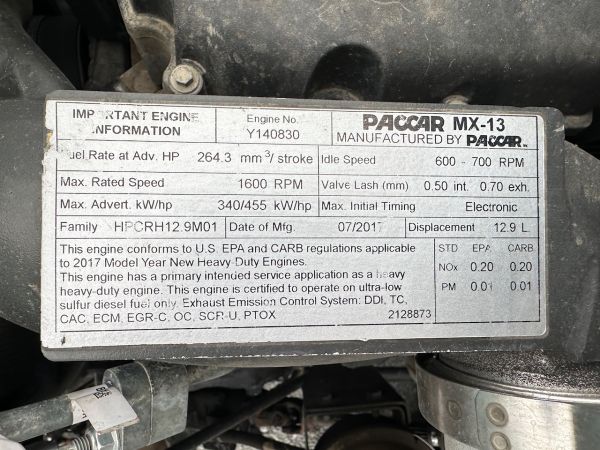 IMPORTANT ENGINE INFORMATION
Engine No. Y140830
PACCAR MX-13
MANUFACTURED BY PACCAR
Fuel Rate at Adv. HP 264.3 mm³/ stroke
Idle Speed 600 - 700 RPM
Max. Rated Speed 1600 RPM
Valve Lash (mm) 0.50 int. 0.70 exh.
Max. Advert. kW/hp 340/455 kW/hp
Max. Initial Timing Electronic
Family HPCRH12.9M01
Date of Mfg. 07/2017
Displacement 12.9 L
This engine conforms to U.S. EPA and CARB regulations applicable
to 2017 Model Year New Heavy-Duty Engines.
This engine has a primary intended service application as a heavy
heavy-duty engine. This engine is certified to operate on ultra-low
sulfur diesel fuel only. Exhaust Emission Control System: DDI, TC,
CAC, ECM, EGR-C, OC, SCR-U, PTOX
2128873
STD EPA CARB
NOx 0.20 0.20
PM 0.01 0.01